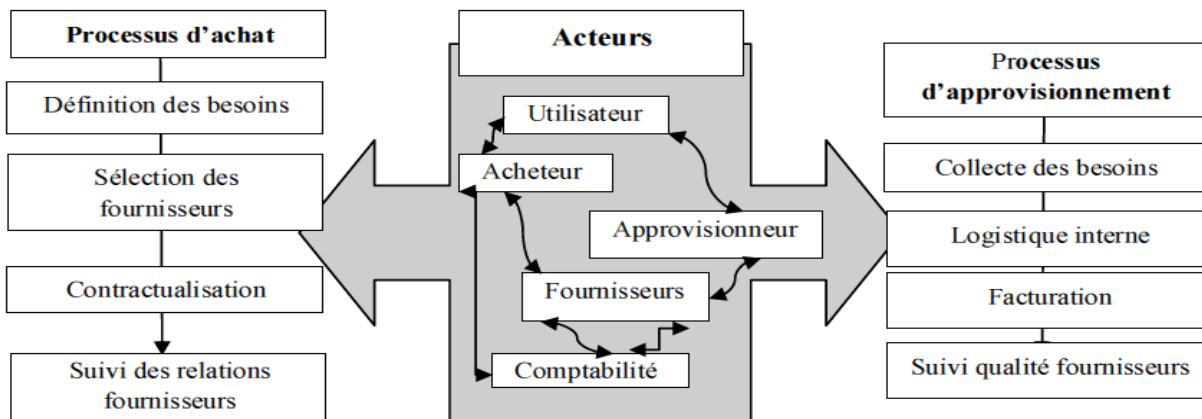 Processus d'achat
Définition des besoins
Sélection des
fournisseurs
Contractualisation
Suivi des relations
fournisseurs
Acteurs
Utilisateur
Acheteur
Approvisionneur
Fournisseurs
Comptabilité
Processus
d'approvisionnement
Collecte des besoins
Logistique interne
Facturation
Suivi qualité fournisseurs